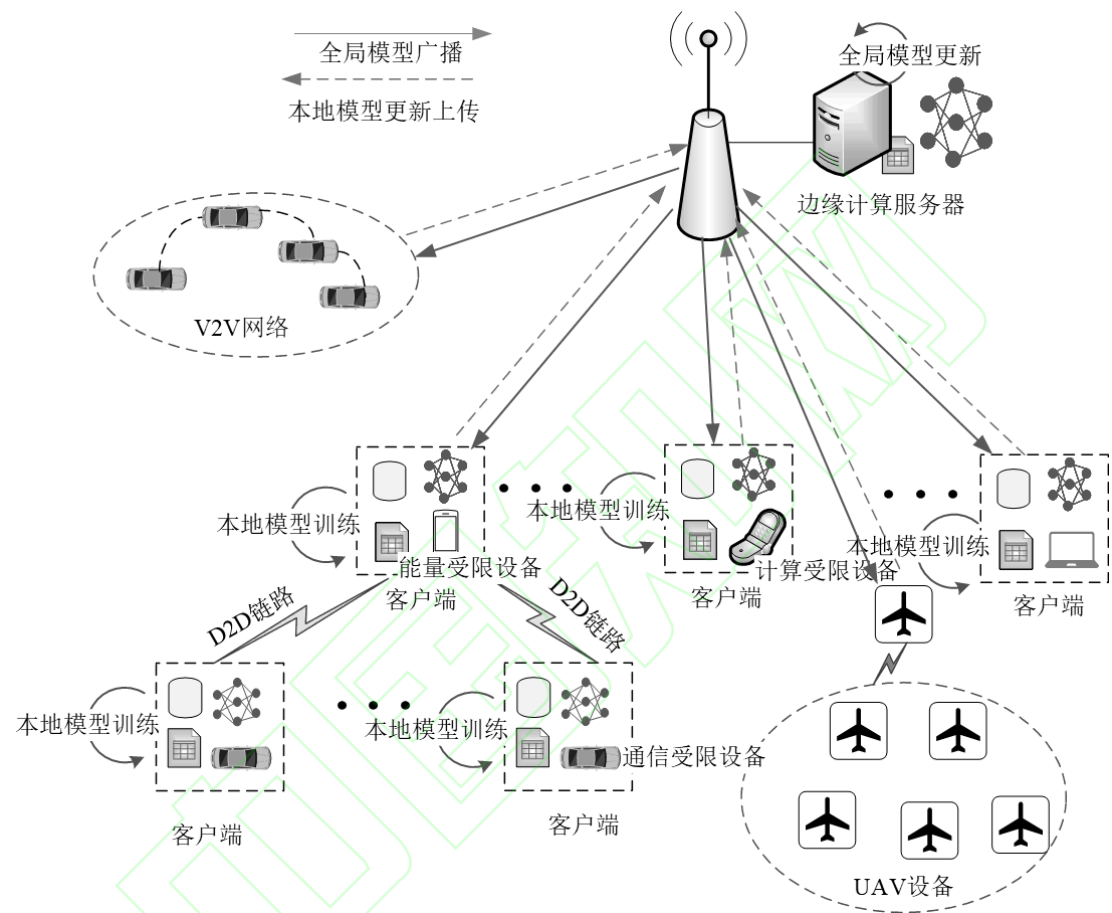 全局模型广播
本地模型更新上传
全局模型更新
边缘计算服务器
V2V网络
本地模型训练
能量受限设备
客户端
本地模型训练
计算受限设备
客户端
本地模型训练
客户端
D2D链路
D2D链路
本地模型训练
客户端
本地模型训练
通信受限设备
客户端
UAV设备